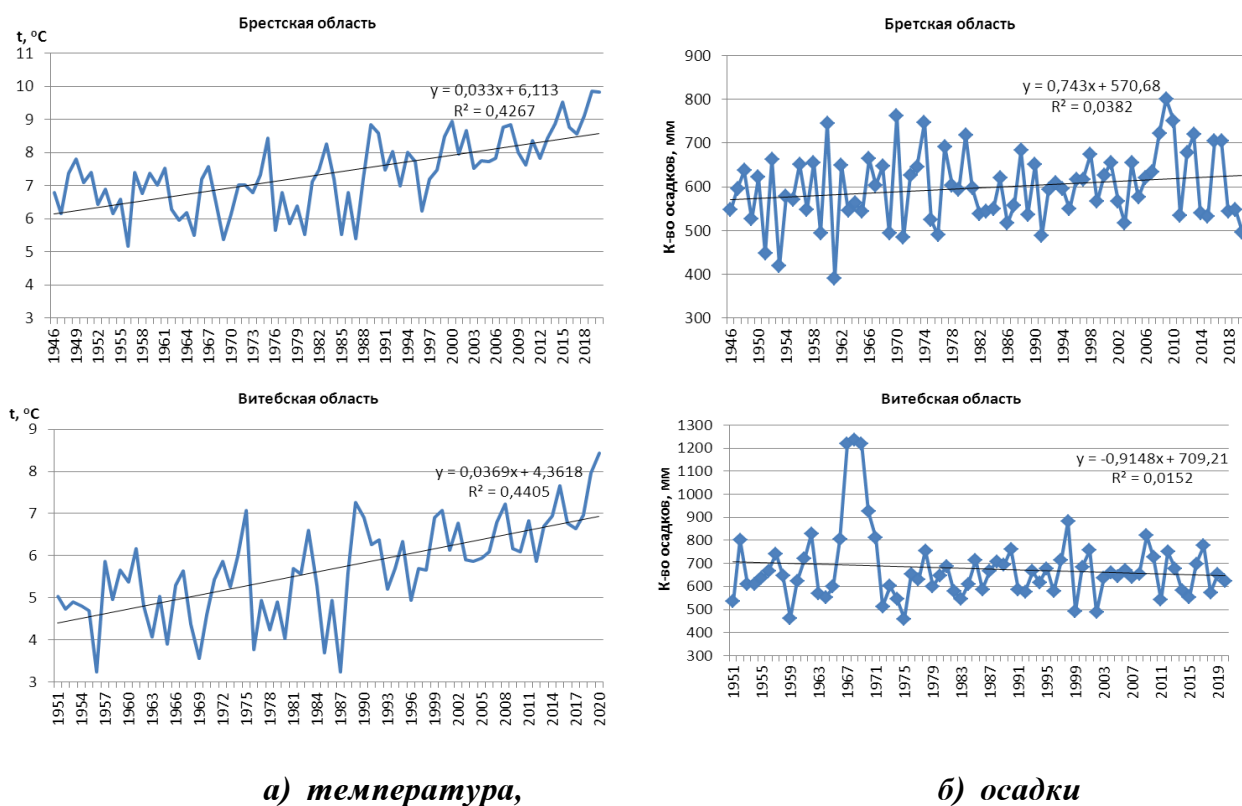 Брестская область
t, °C
11
10
9
8
7
6
5
4
3
y = 0,033x + 6,113
R² = 0,4267
1946 1949 1952 1955 1958 1961 1964 1967 1970 1973 1976 1979 1982 1985 1988 1991 1994 1997 2000 2003 2006 2009 2012 2015 2018
Бретская область
К-во осадков, мм
900
800
700
600
500
400
300
y = 0,743x + 570,68
R² = 0,0382
1946 1950 1954 1958 1962 1966 1970 1974 1978 1982 1986 1990 1994 1998 2002 2006 2010 2014 2018
Витебская область
t, °C
9
8
7
6
5
4
3
y = 0,0369x + 4,3618
R² = 0,4405
1951 1954 1957 1960 1963 1966 1969 1972 1975 1978 1981 1984 1987 1990 1993 1996 1999 2002 2005 2008 2011 2014 2017 2020
Витебская область
К-во осадков, мм
1300
1200
1100
1000
900
800
700
600
500
400
300
y = -0,9148x + 709,21
R² = 0,0152
1951 1955 1959 1963 1967 1971 1975 1979 1983 1987 1991 1995 1999 2003 2007 2011 2015 2019
а) температура,
б) осадки